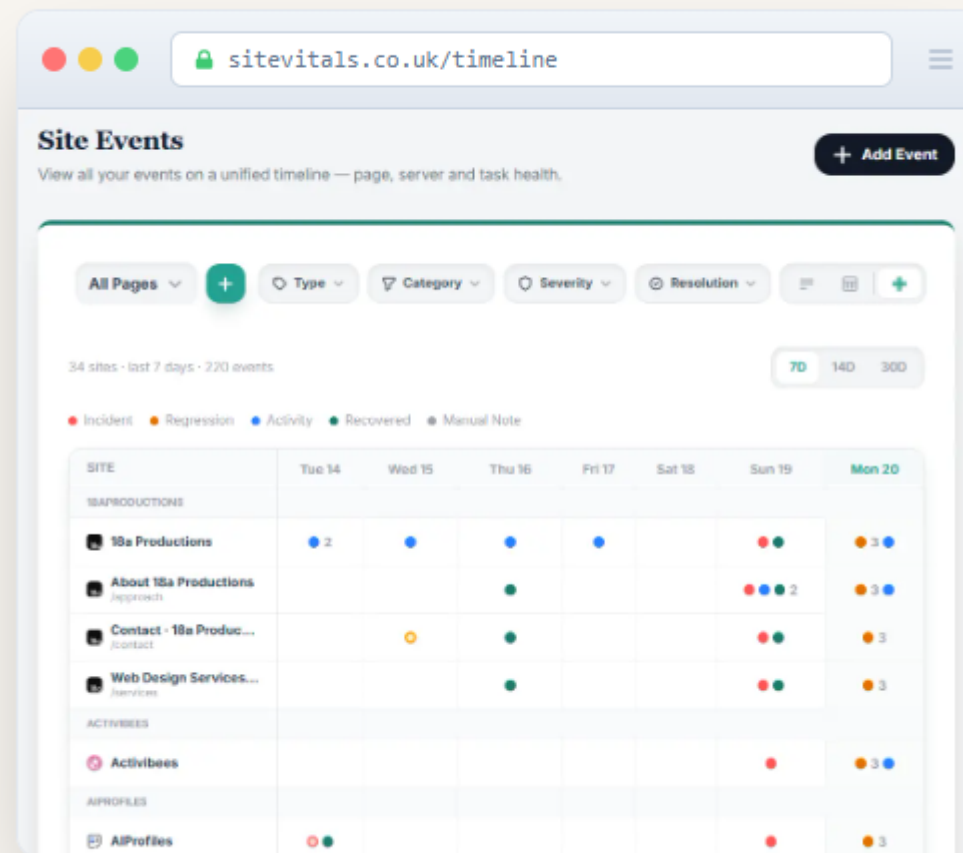 sitevitals.co.uk/timeline
Site Events
Add Event
View all your events on a unified timeline — page, server and task health.
All Pages
Type
Category
Severity
Resolution
34 sites · last 7 days · 220 events
7D 14D 30D
Incident Regression Activity Recovered Manual Note
SITE Tue 14 Wed 15 Thu 16 Fri 17 Sat 18 Sun 19 Mon 20
18APRODUCTIONS
18a Productions 2 3
About 18a Productions
/approach 2 3
Contact - 18a Produc...
/contact 3
Web Design Services...
/services 3
ACTIVIBEES
Activibees 3
AIPROFILES
AIProfiles 3